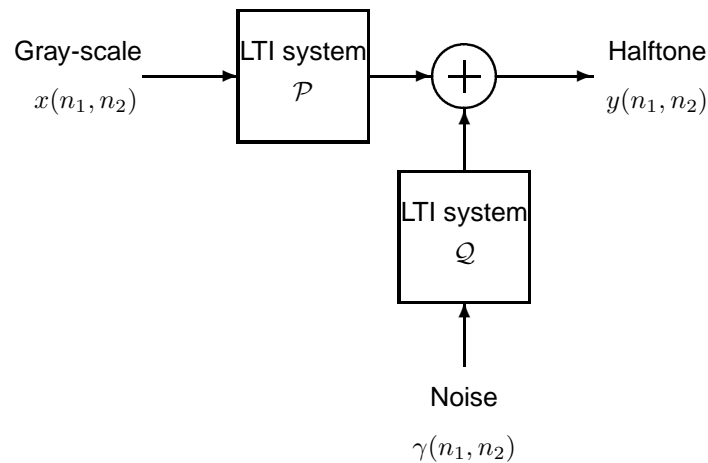 Gray-scale
x(n₁, n₂)
LTI system
𝒫
+
Halftone
y(n₁, n₂)
LTI system
𝒬
Noise
γ(n₁, n₂)